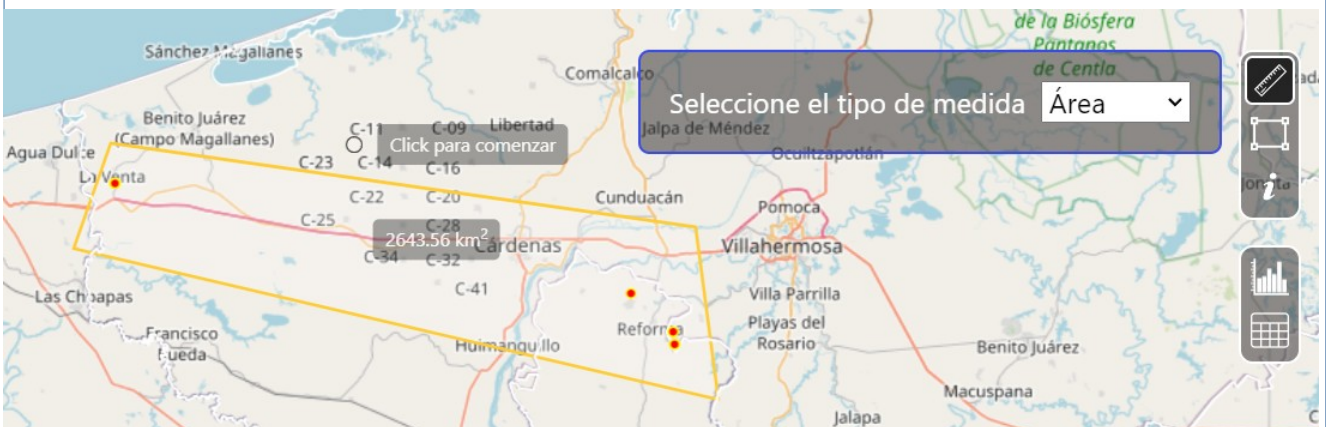 de la Biósfera
Pantanos
de Centla
Sánchez Magallanes
Comalcalco
Seleccione el tipo de medida Área
Benito Juárez
(Campo Magallanes)
C-11
C-09
Libertad
Jalpa de Méndez
Click para comenzar
Agua Dulce
C-23
C-14
C-16
Ocuiltzapotlán
La Venta
Jonuta
C-22
C-20
Cunduacán
Pomoca
C-25
C-28
2643.56 km²
Cárdenas
Villahermosa
C-34
C-32
C-41
Villa Parrilla
Las Choapas
Francisco
Rueda
Reforma
Playas del
Rosario
Huimanguillo
Benito Juárez
Macuspana
Jalapa